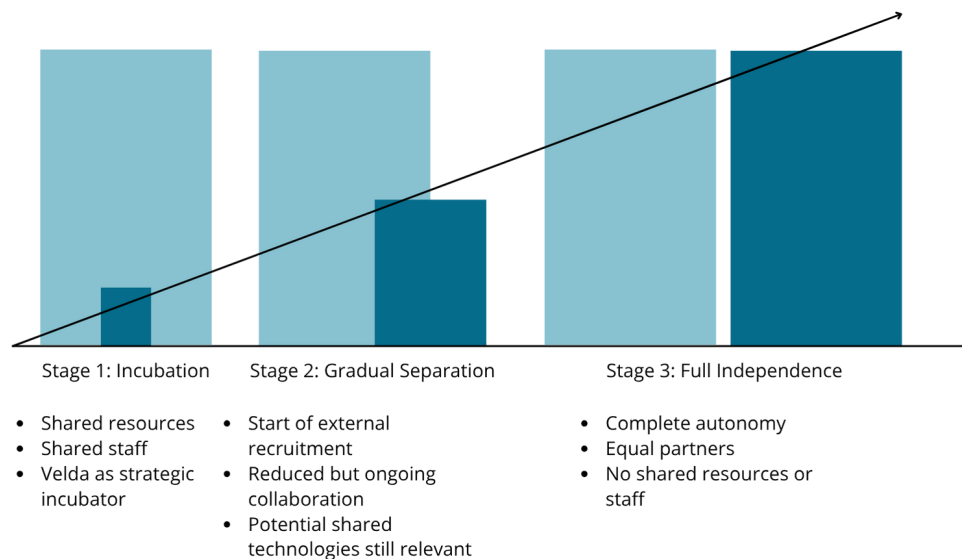 Stage 1: Incubation
Shared resources
Shared staff
Velda as strategic
incubator
Stage 2: Gradual Separation
Start of external
recruitment
Reduced but ongoing
collaboration
Potential shared
technologies still relevant
Stage 3: Full Independence
Complete autonomy
Equal partners
No shared resources or
staff